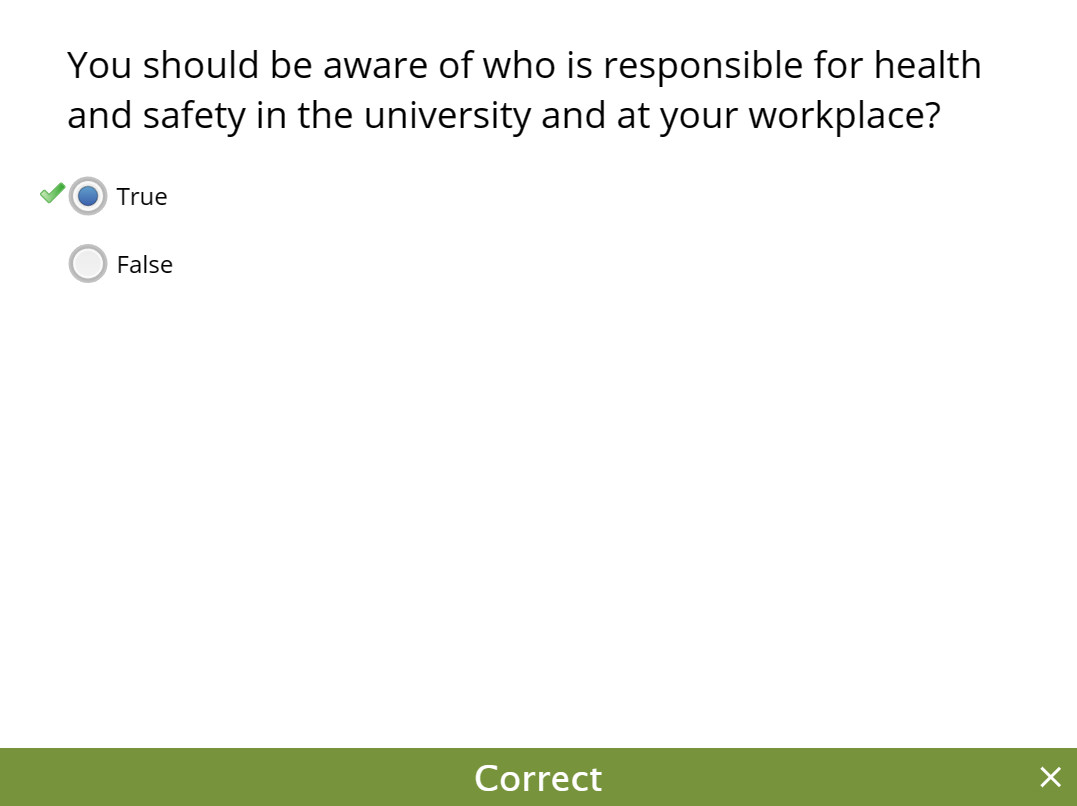 You should be aware of who is responsible for health
and safety in the university and at your workplace?
True
False
Correct